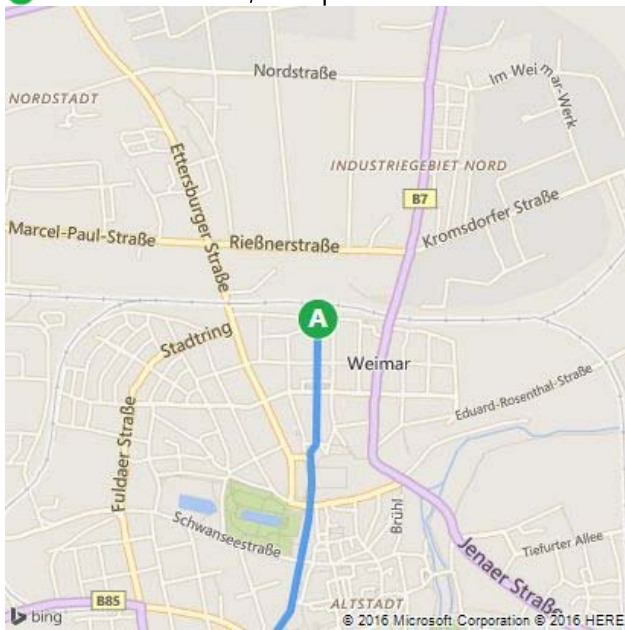 Nordstraße
Im Weimar-Werk
NORDSTADT
Ettersburger Straße
INDUSTRIEGEBIET NORD
B7
Kromsdorfer Straße
Marcel-Paul-Straße
Rießnerstraße
A
Stadtring
Weimar
Eduard-Rosenthal-Straße
Fuldaer Straße
Brühl
Schwanseestraße
Jenaer Straße
Tiefurter Allee
B85
ALTSTADT
bing
© 2016 Microsoft Corporation © 2016 HERE